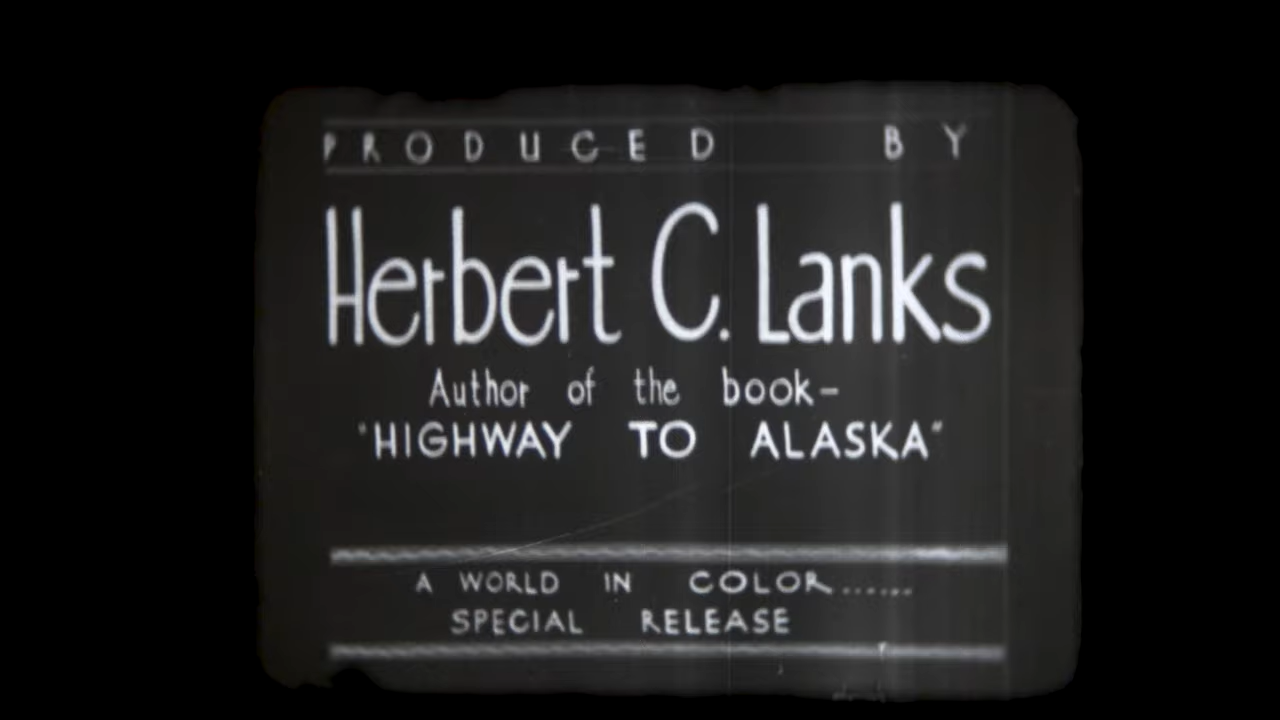 PRODUCED BY
Herbert C. Lanks
Author of the book–
"HIGHWAY TO ALASKA"
A WORLD IN COLOR......
SPECIAL RELEASE